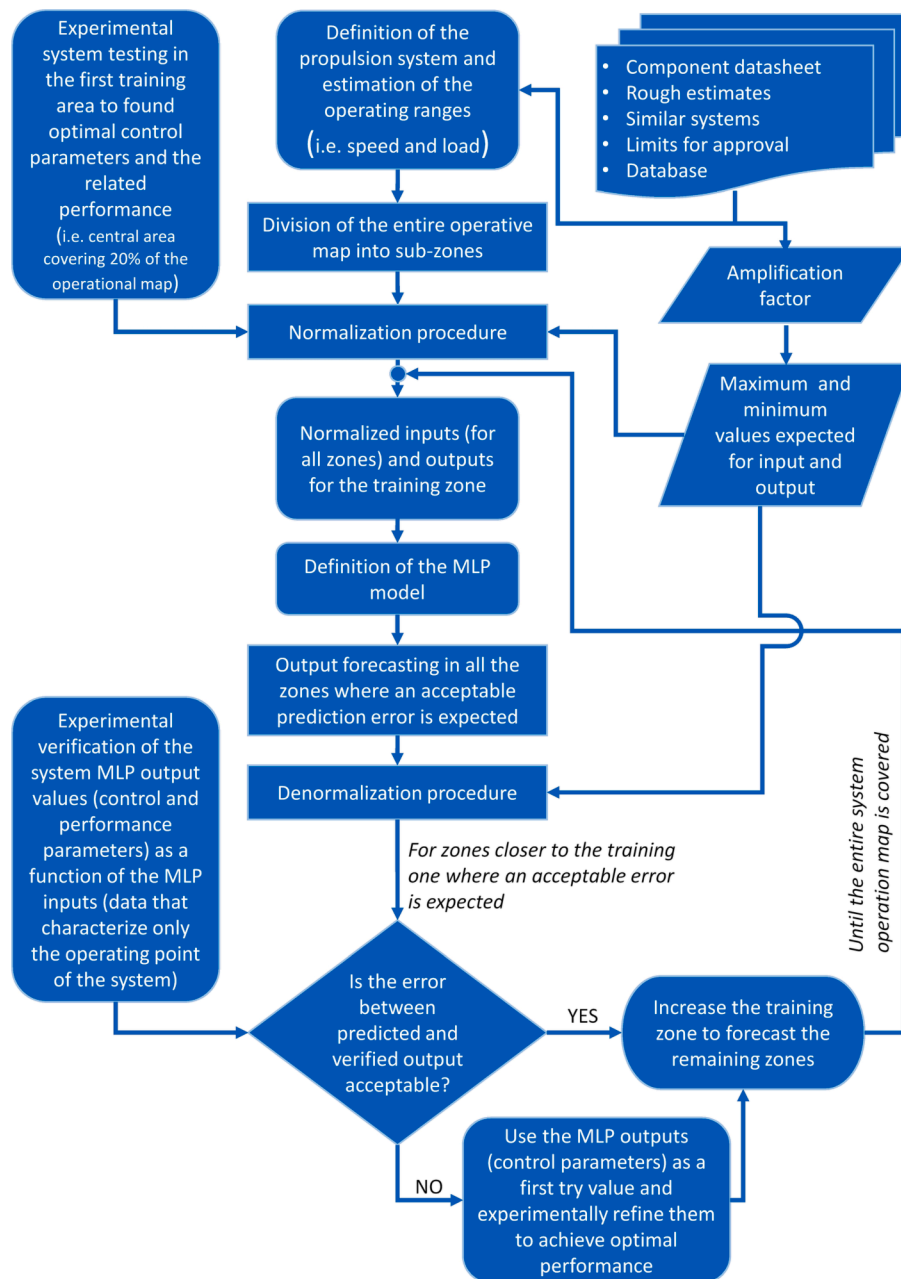 Experimental
system testing in
the first training
area to found
optimal control
parameters and the
related
performance
(i.e. central area
covering 20% of the
operational map)
Definition of the
propulsion system and
estimation of the
operating ranges
(i.e. speed and load)
• Component datasheet
• Rough estimates
• Similar systems
• Limits for approval
• Database
Division of the entire operative
map into sub-zones
Amplification
factor
Normalization procedure
Maximum and
minimum
values expected
for input and
output
Normalized inputs (for
all zones) and outputs
for the training zone
Definition of the MLP
model
Output forecasting in all the
zones where an acceptable
prediction error is expected
Experimental
verification of the
system MLP output
values (control and
performance
parameters) as a
function of the MLP
inputs (data that
characterize only
the operating point
of the system)
Denormalization procedure
For zones closer to the training
one where an acceptable error
is expected
Until the entire system
operation map is covered
Is the error
between
predicted and
verified output
acceptable?
YES
Increase the training
zone to forecast the
remaining zones
NO
Use the MLP outputs
(control parameters) as a
first try value and
experimentally refine them
to achieve optimal
performance